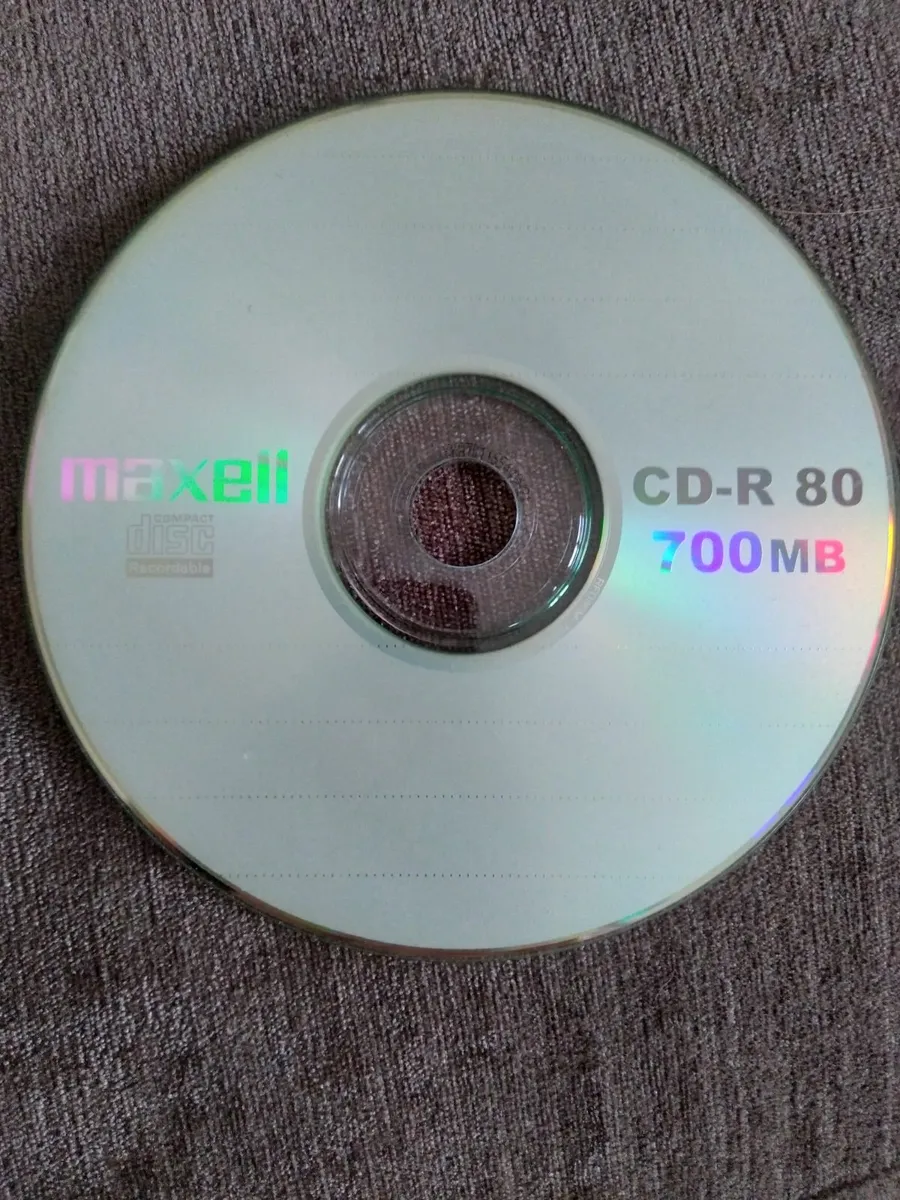 maxell
CD-R 80
COMPACT
disc
Recordable
700MB